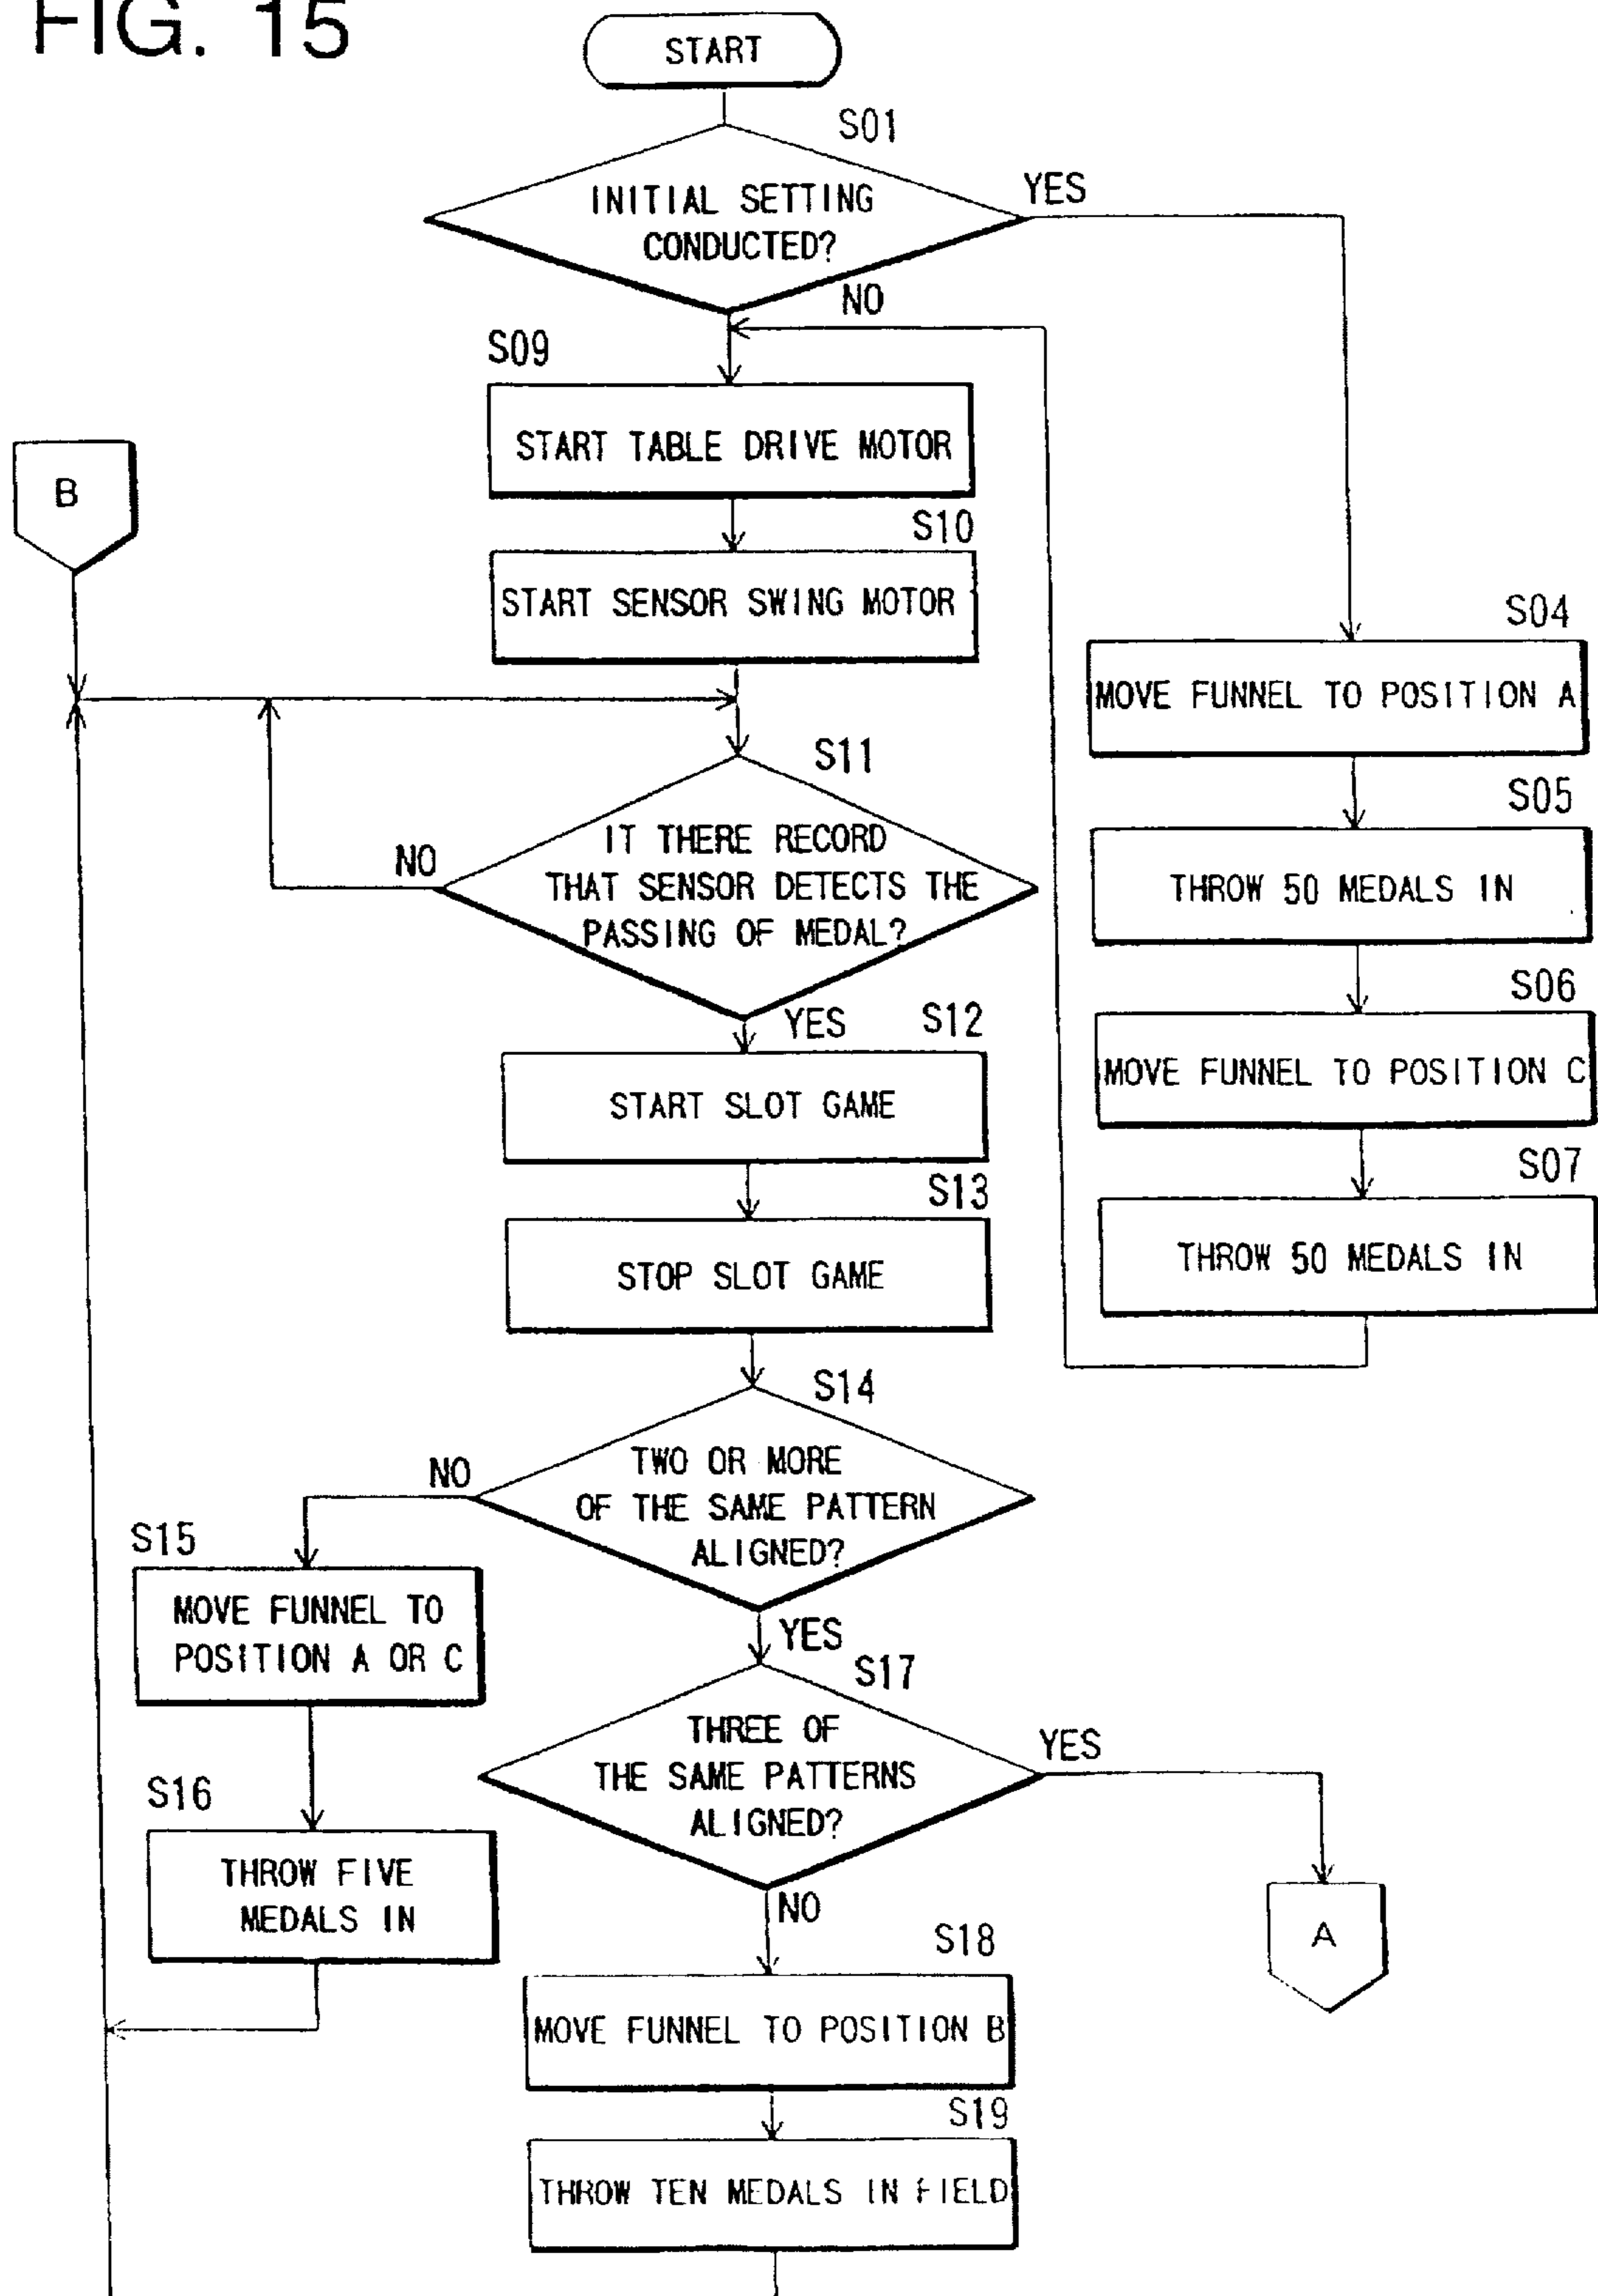 FIG. 15
START
S01
INITIAL SETTING
CONDUCTED?
YES
NO
S09
START TABLE DRIVE MOTOR
B
S10
START SENSOR SWING MOTOR
S04
MOVE FUNNEL TO POSITION A
S05
THROW 50 MEDALS IN
S06
MOVE FUNNEL TO POSITION C
S07
THROW 50 MEDALS IN
S11
IT THERE RECORD
THAT SENSOR DETECTS THE
PASSING OF MEDAL?
NO
YES
S12
START SLOT GAME
S13
STOP SLOT GAME
S14
TWO OR MORE
OF THE SAME PATTERN
ALIGNED?
NO
S15
MOVE FUNNEL TO
POSITION A OR C
S16
THROW FIVE
MEDALS IN
YES
S17
THREE OF
THE SAME PATTERNS
ALIGNED?
YES
A
NO
S18
MOVE FUNNEL TO POSITION B
S19
THROW TEN MEDALS IN FIELD